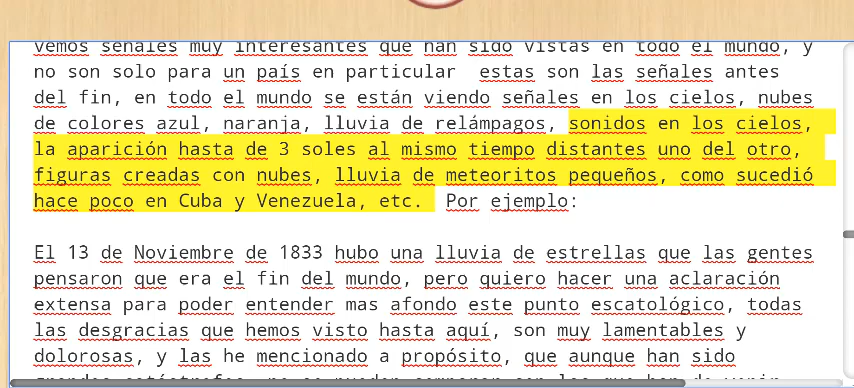 vemos señales muy interesantes que han sido vistas en todo el mundo, y
no son solo para un país en particular  estas son las señales antes
del fin, en todo el mundo se están viendo señales en los cielos, nubes
de colores azul, naranja, lluvia de relámpagos, sonidos en los cielos,
la aparición hasta de 3 soles al mismo tiempo distantes uno del otro,
figuras creadas con nubes, lluvia de meteoritos pequeños, como sucedió
hace poco en Cuba y Venezuela, etc.  Por ejemplo:
El 13 de Noviembre de 1833 hubo una lluvia de estrellas que las gentes
pensaron que era el fin del mundo, pero quiero hacer una aclaración
extensa para poder entender mas afondo este punto escatológico, todas
las desgracias que hemos visto hasta aquí, son muy lamentables y
dolorosas, y las he mencionado a propósito, que aunque han sido